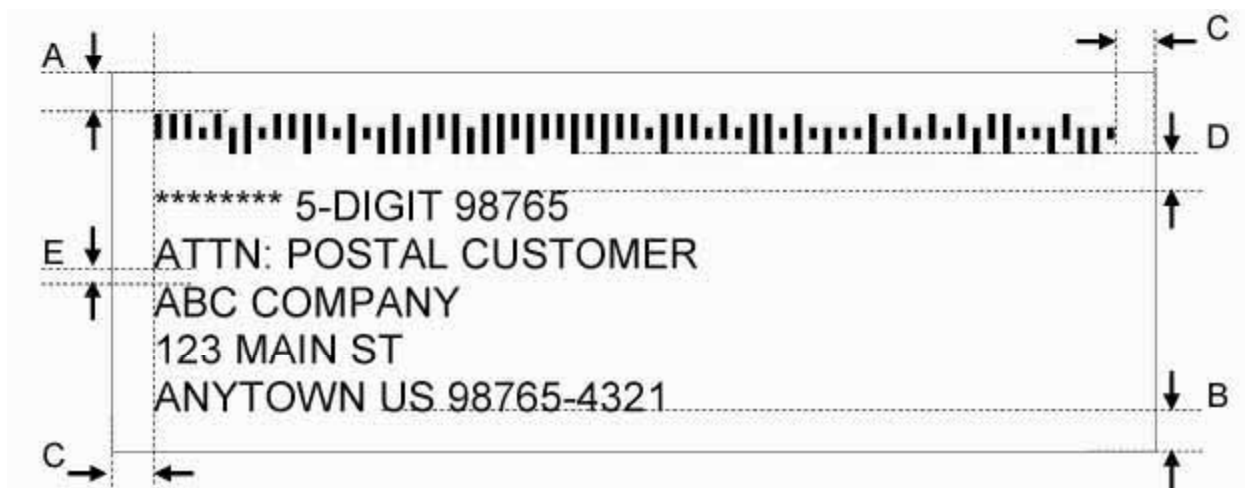 A
C
D
******** 5-DIGIT 98765
E
ATTN: POSTAL CUSTOMER
ABC COMPANY
123 MAIN ST
ANYTOWN US 98765-4321
B
C